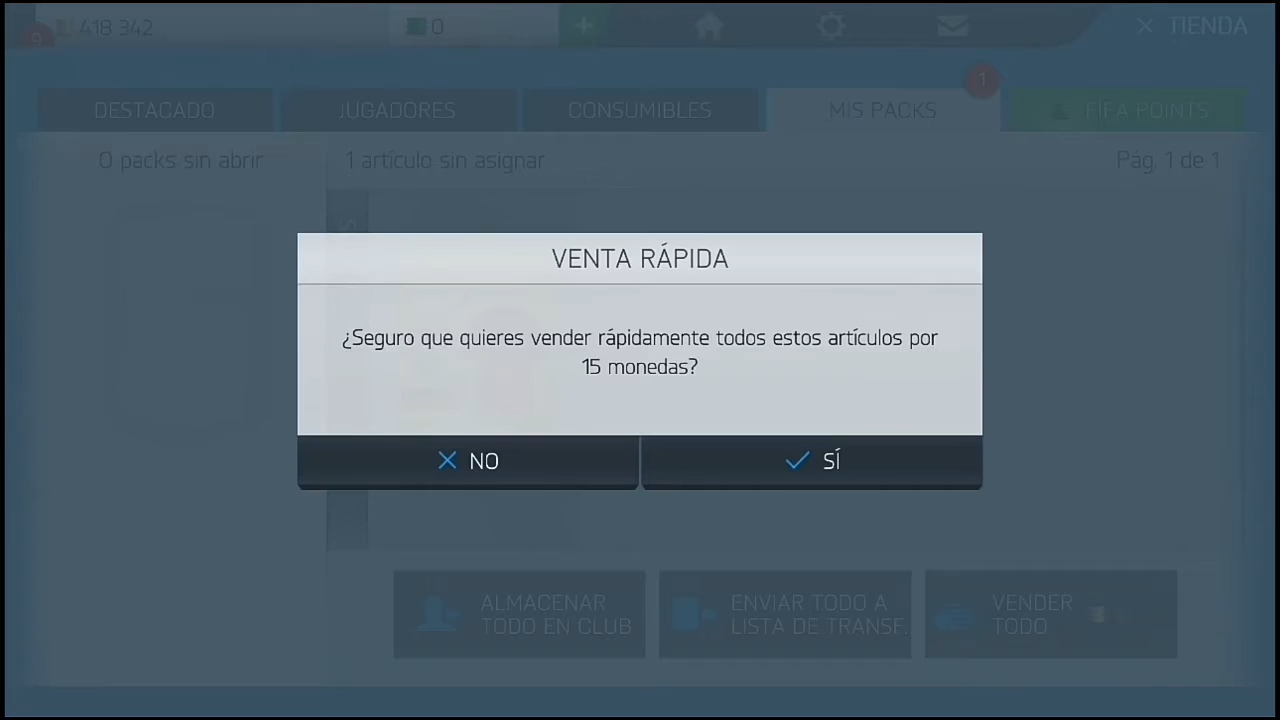 418 342
0
TIENDA
DESTACADO
JUGADORES
CONSUMIBLES
MIS PACKS
1
FIFA POINTS
0 packs sin abrir
1 artículo sin asignar
Pág. 1 de 1
VENTA RÁPIDA
¿Seguro que quieres vender rápidamente todos estos artículos por
15 monedas?
NO
SÍ
ALMACENAR
TODO EN CLUB
ENVIAR TODO A
LISTA DE TRANSF.
VENDER
TODO